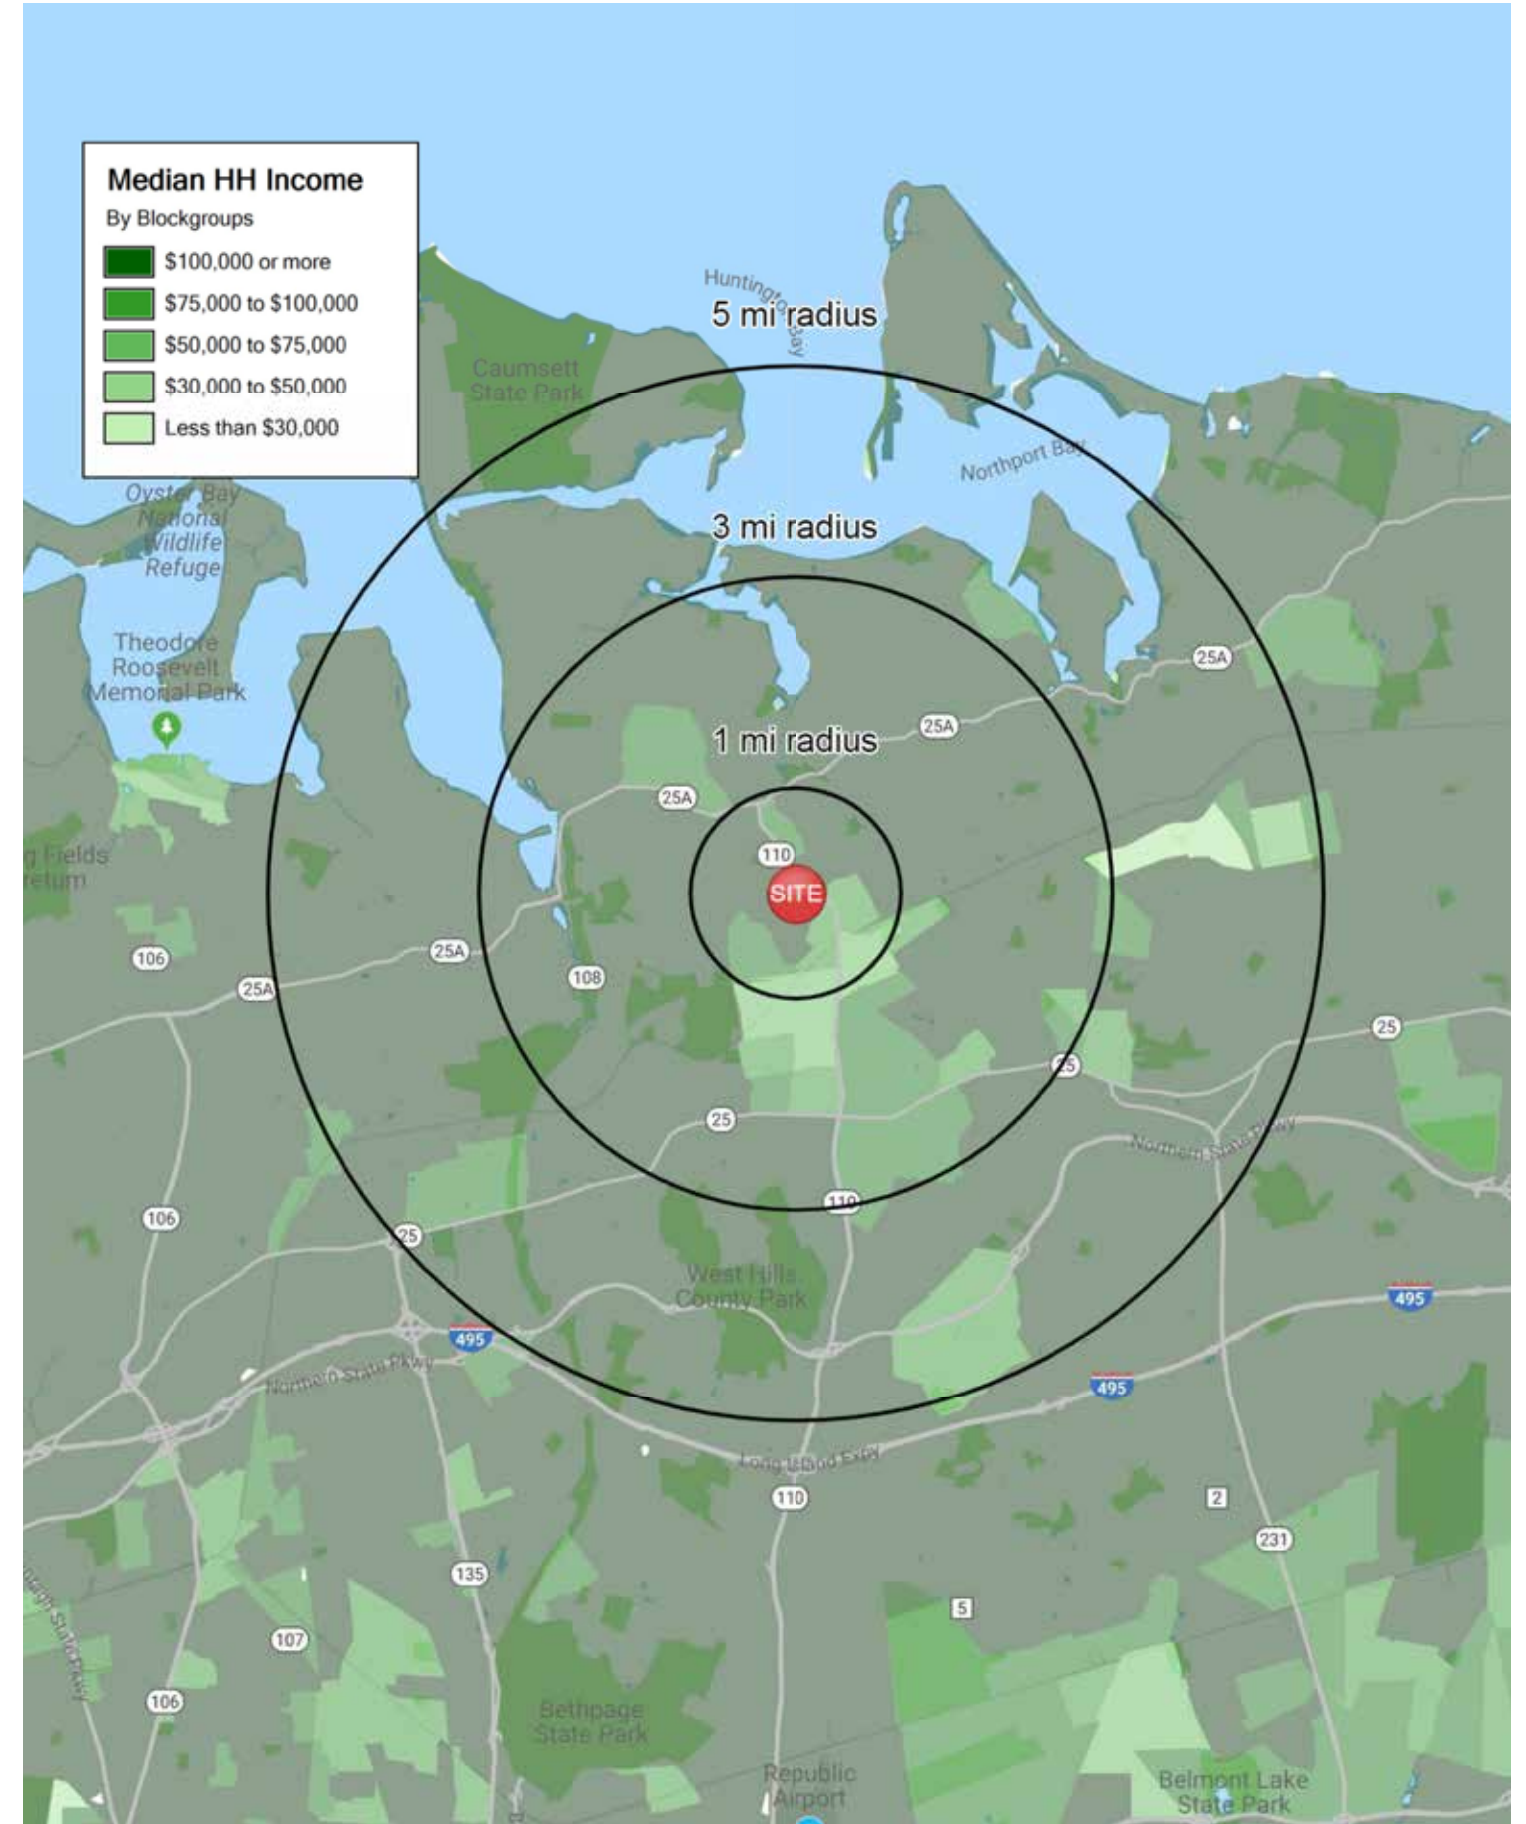 Median HH Income
By Blockgroups
$100,000 or more
$75,000 to $100,000
$50,000 to $75,000
$30,000 to $50,000
Less than $30,000
Huntington Bay
5 mi radius
Caumsett
State Park
Northport Bay
Oyster Bay
National
Wildlife
Refuge
3 mi radius
Theodore
Roosevelt
Memorial Park
25A
25A
1 mi radius
25A
110
SITE
g Fields
retum
106
25A
108
25A
25
25
25
Northern State Pkwy
106
110
25
West Hills
County Park
495
495
Northern State Pkwy
495
Long Island Expy
110
2
231
135
5
107
106
Bethpage
State Park
Republic
Airport
Belmont Lake
State Park